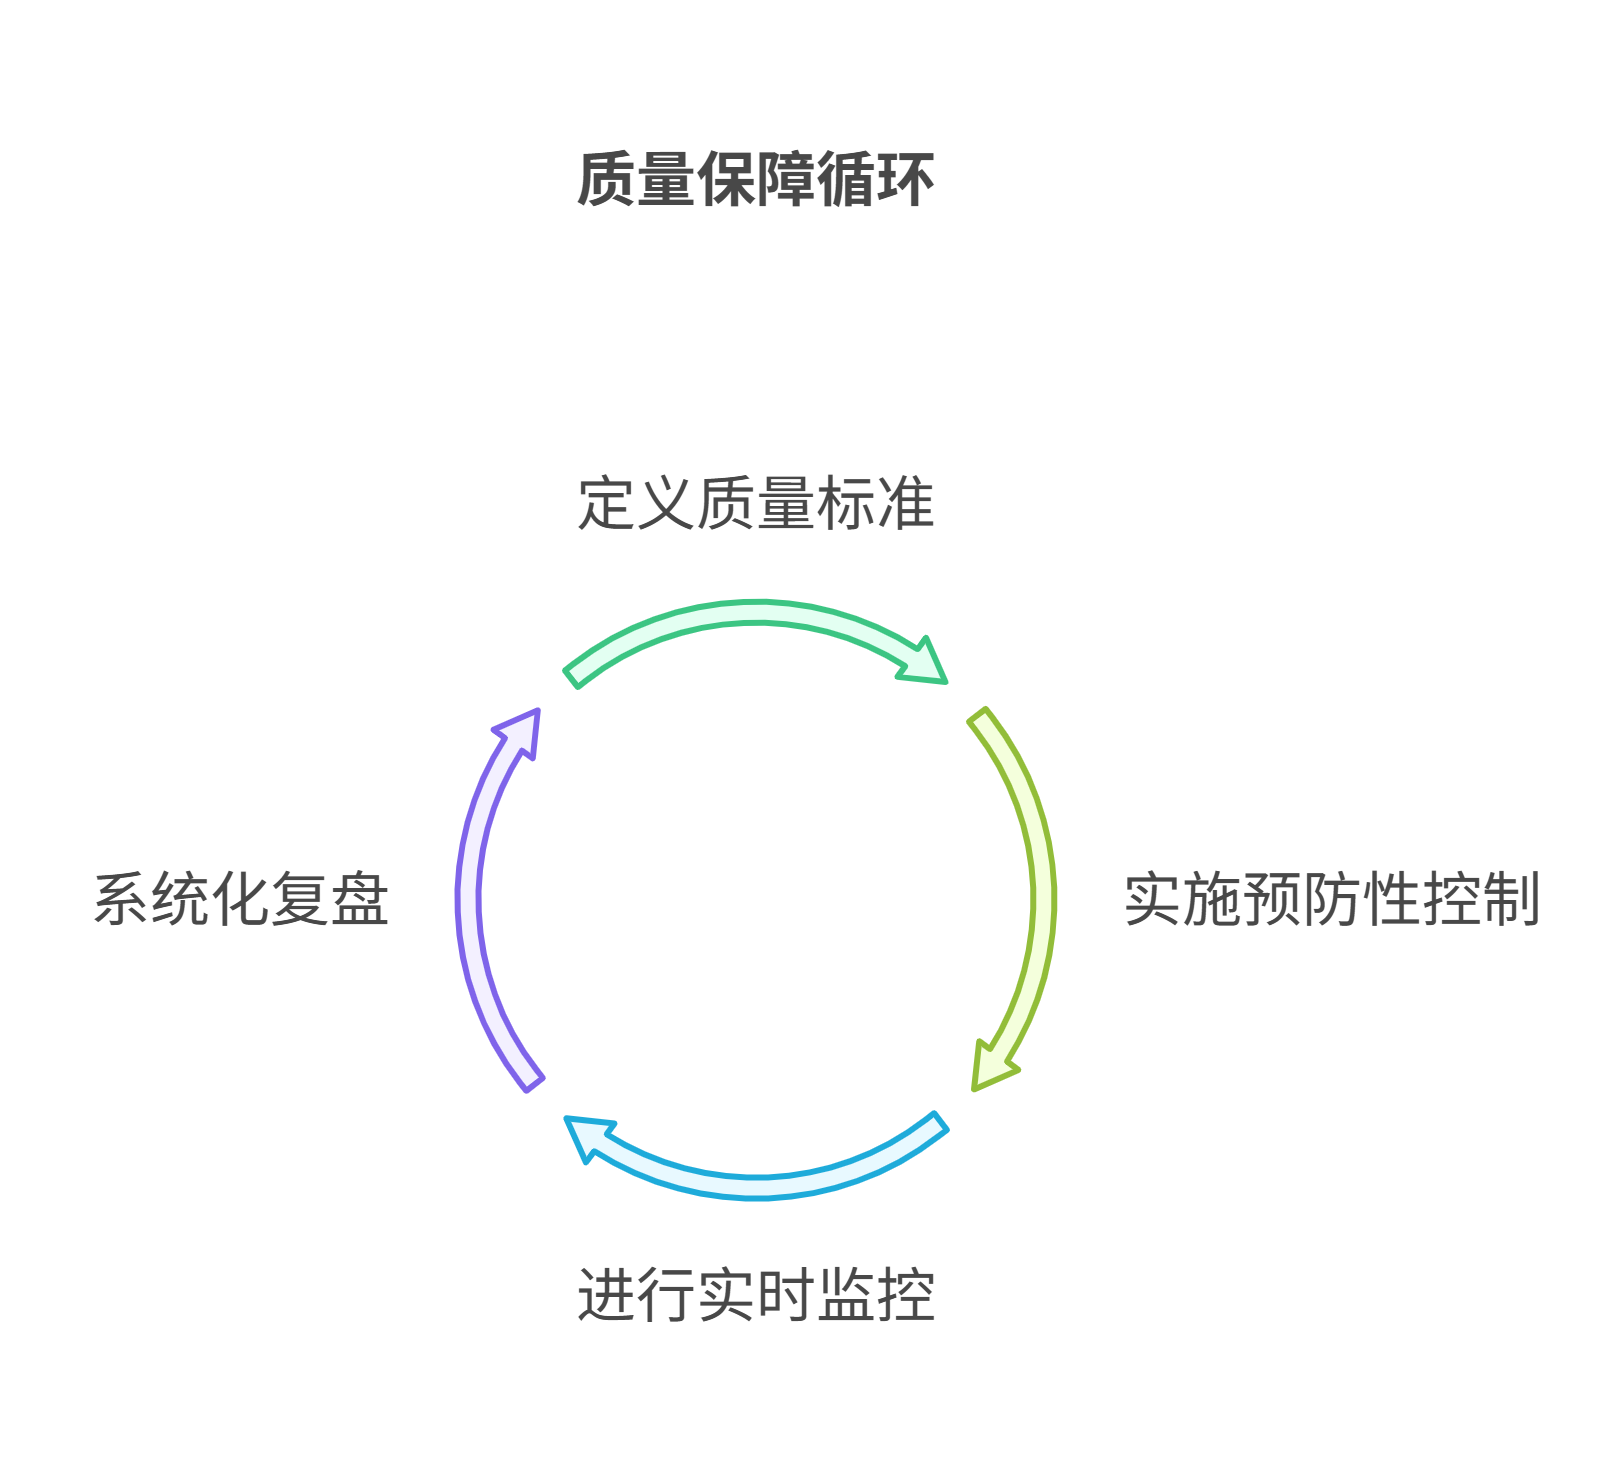 质量保障循环
定义质量标准
系统化复盘
实施预防性控制
进行实时监控